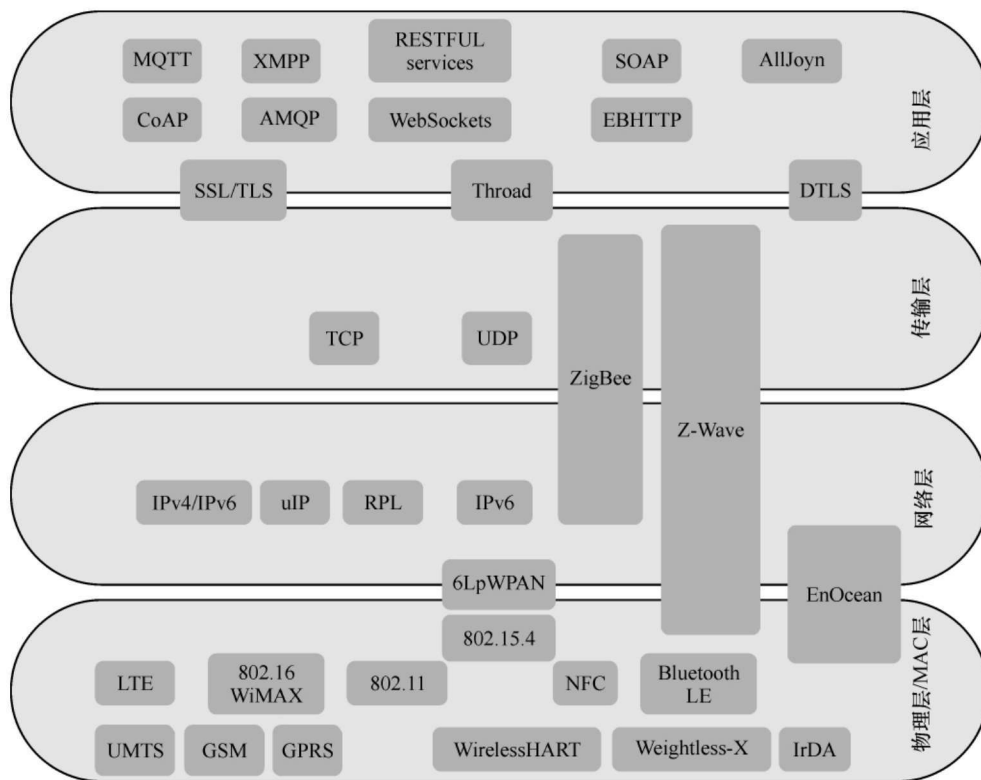 MQTT
XMPP
RESTFUL
services
SOAP
AllJoyn
CoAP
AMQP
WebSockets
EBHTTP
应用层
SSL/TLS
Throad
DTLS
传输层
TCP
UDP
ZigBee
Z-Wave
网络层
IPv4/IPv6
uIP
RPL
IPv6
6LpWPAN
EnOcean
802.15.4
物理层/MAC层
LTE
802.16
WiMAX
802.11
NFC
Bluetooth
LE
UMTS
GSM
GPRS
WirelessHART
Weightless-X
IrDA